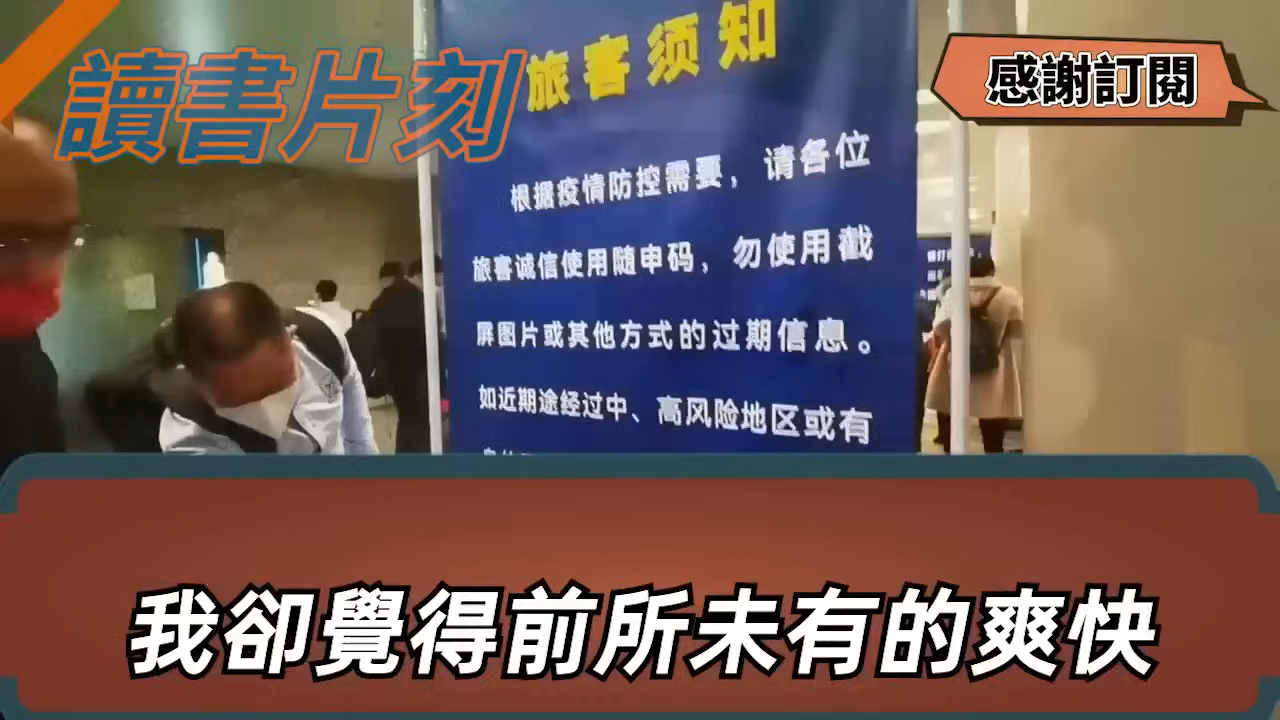 讀書片刻
感謝訂閱
旅客须知
根据疫情防控需要，请各位
旅客诚信使用随申码，勿使用截
屏图片或其他方式的过期信息。
如近期途经过中、高风险地区或有
我卻覺得前所未有的爽快